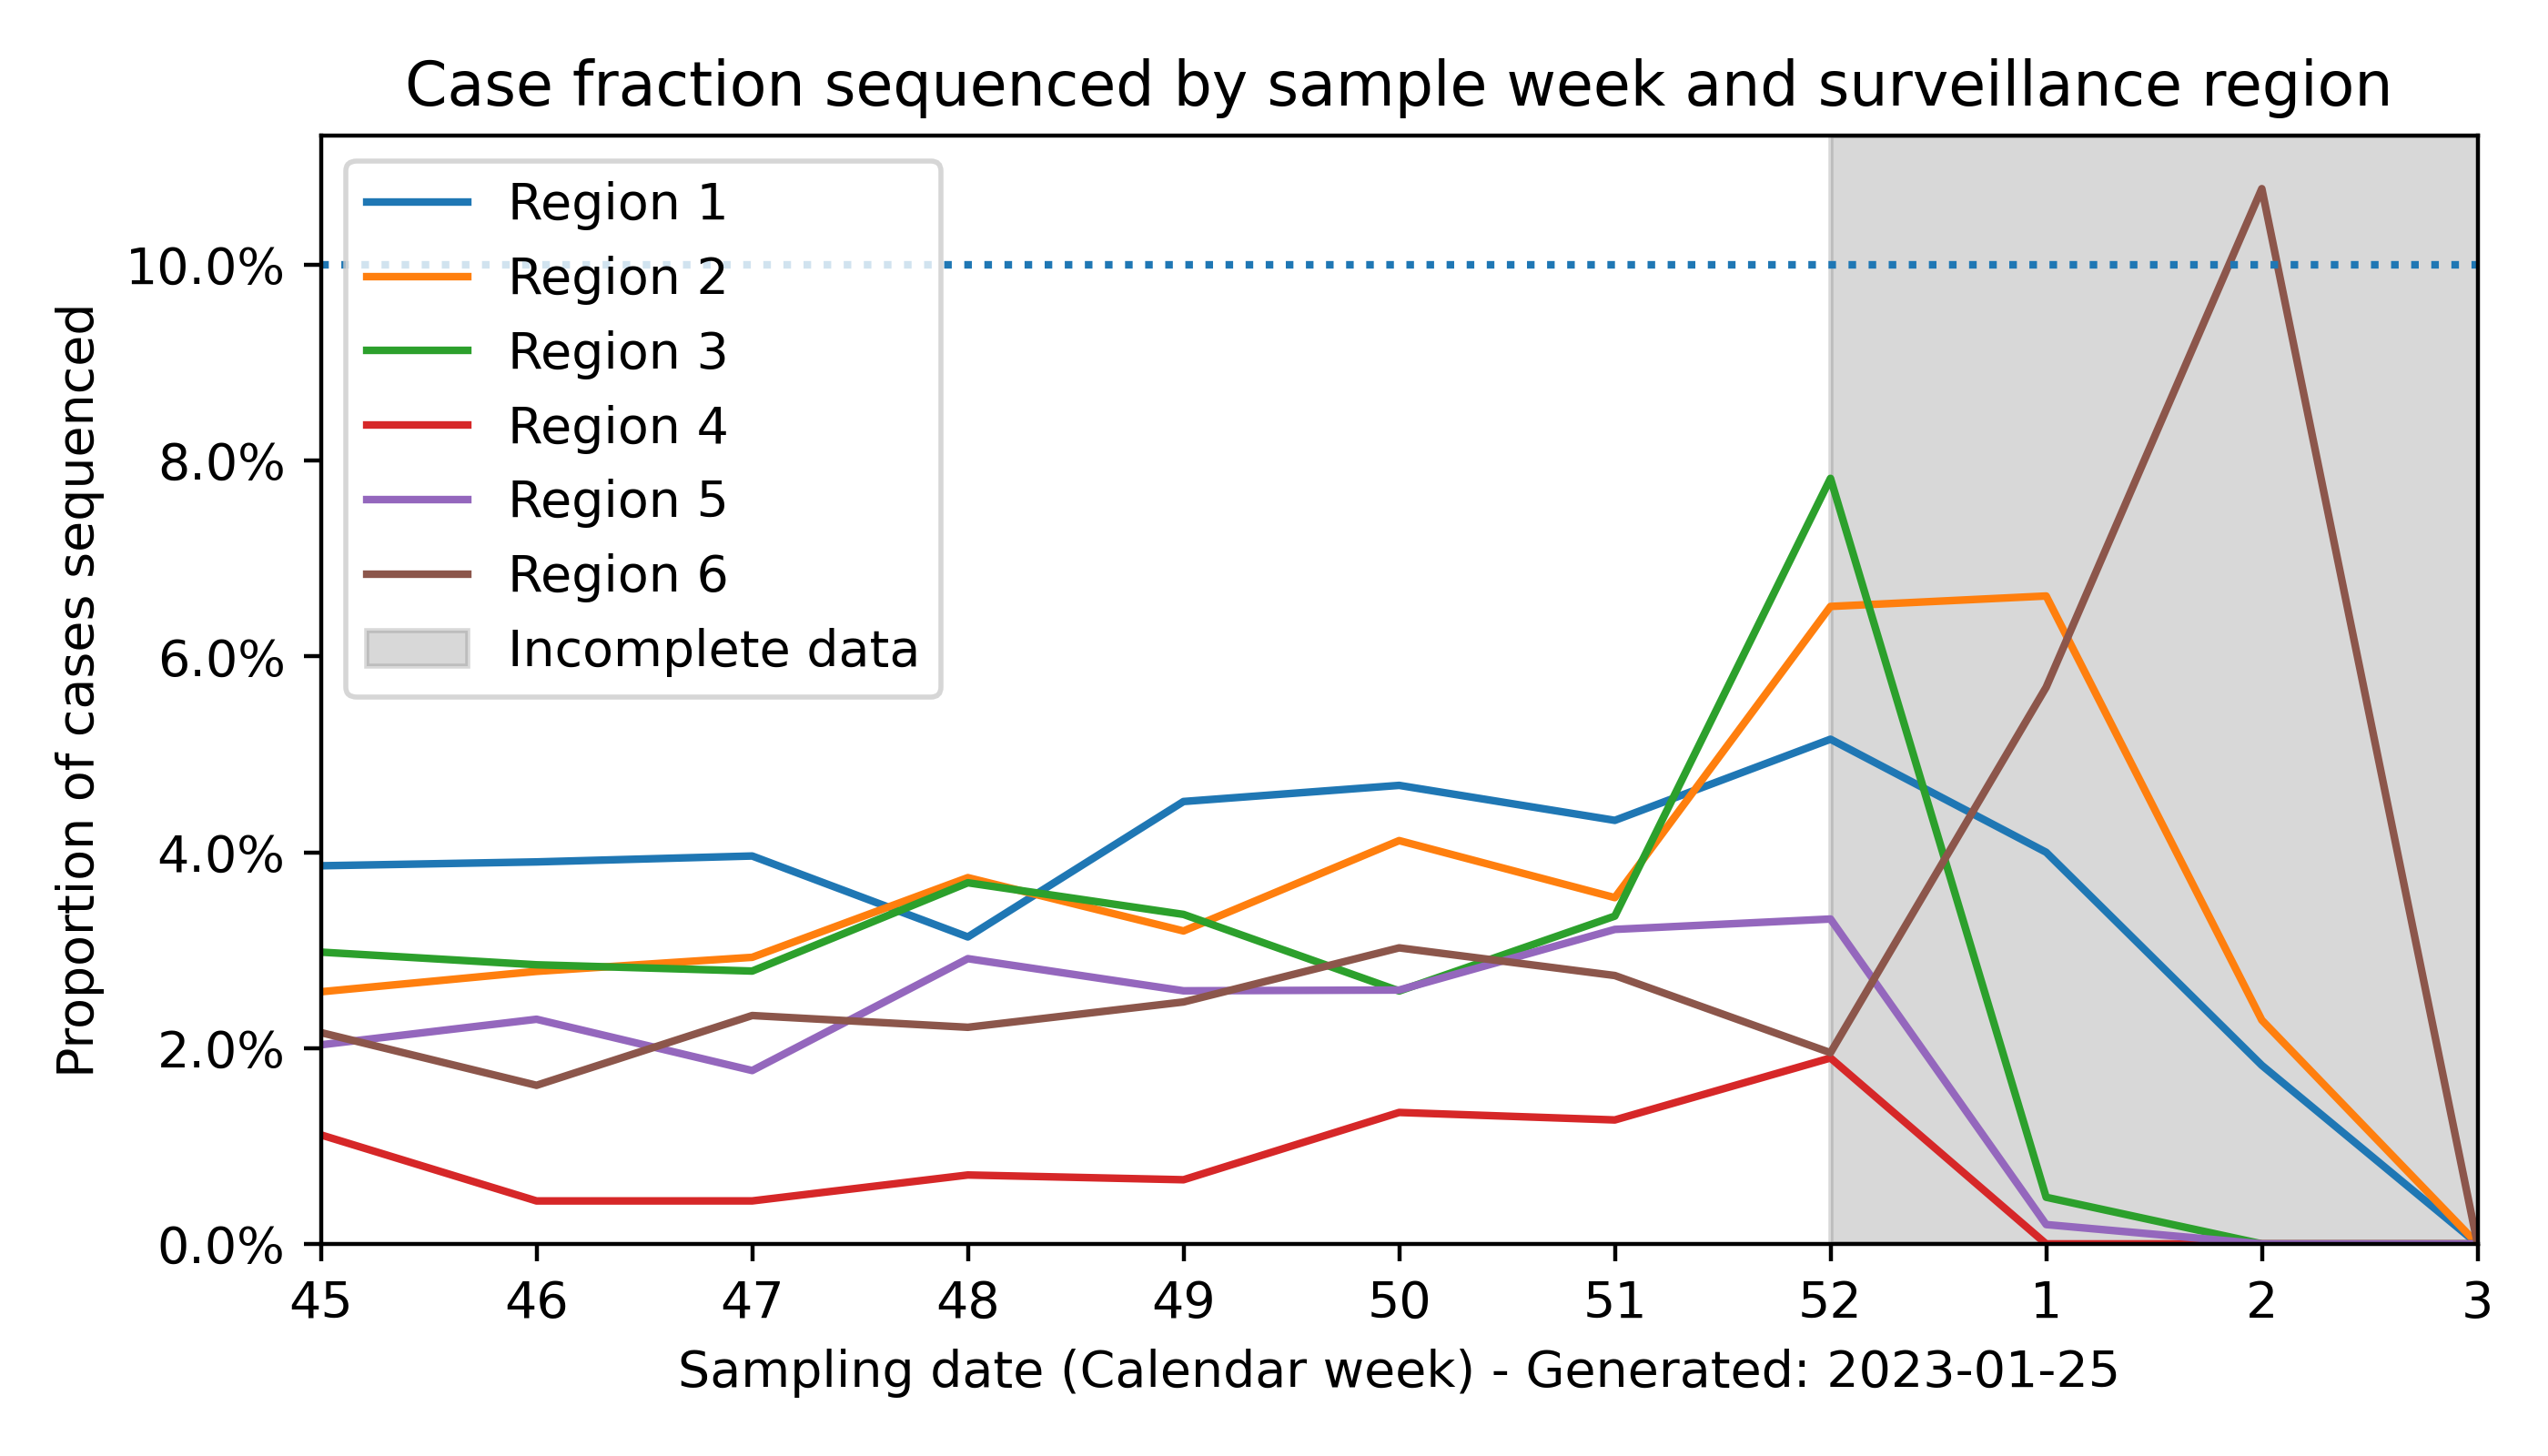 Case fraction sequenced by sample week and surveillance region
Region 1
Region 2
Region 3
Region 4
Region 5
Region 6
Incomplete data
Proportion of cases sequenced
10.0%
8.0%
6.0%
4.0%
2.0%
0.0%
45 46 47 48 49 50 51 52 1 2 3
Sampling date (Calendar week) - Generated: 2023-01-25